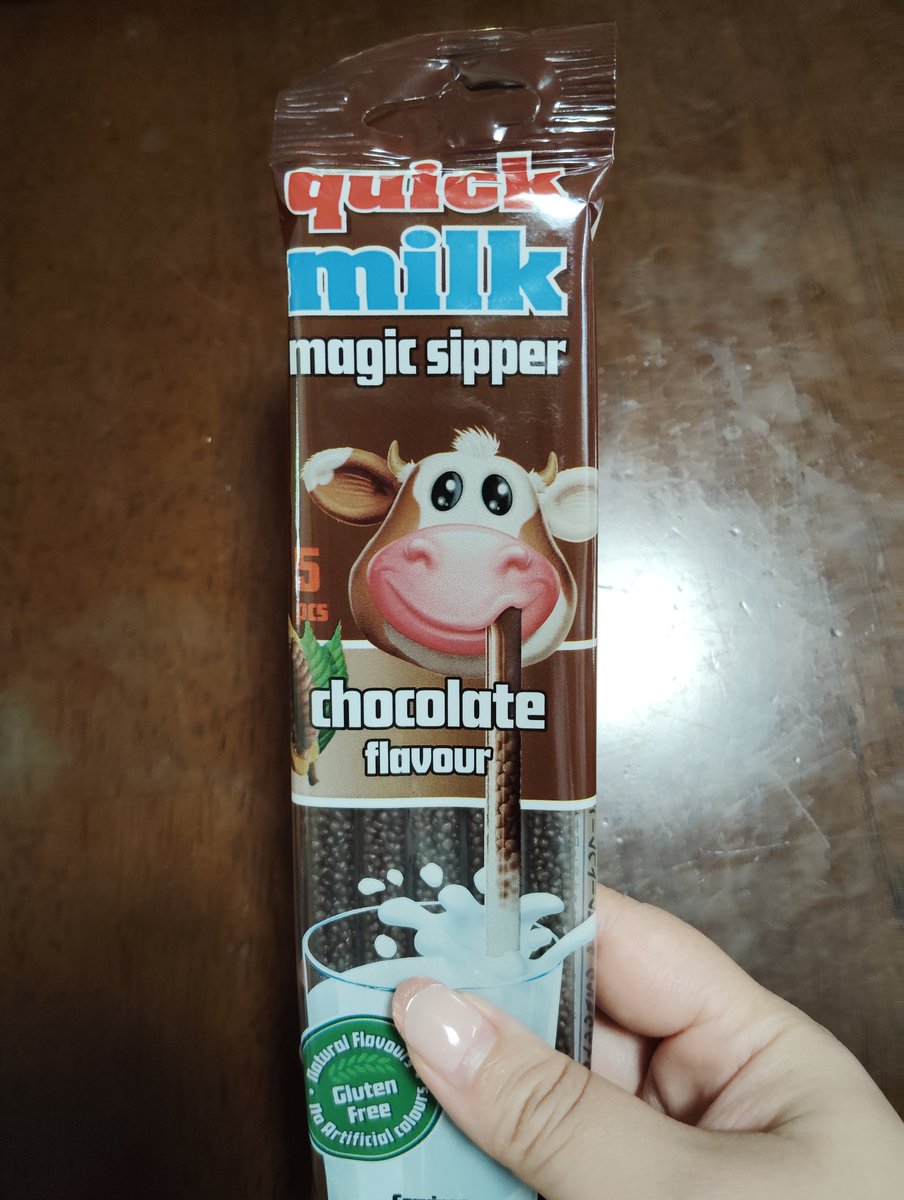 quick
milk
magic sipper
5
pcs
chocolate
flavour
Natural Flavours
Gluten
Free
no Artificial colours